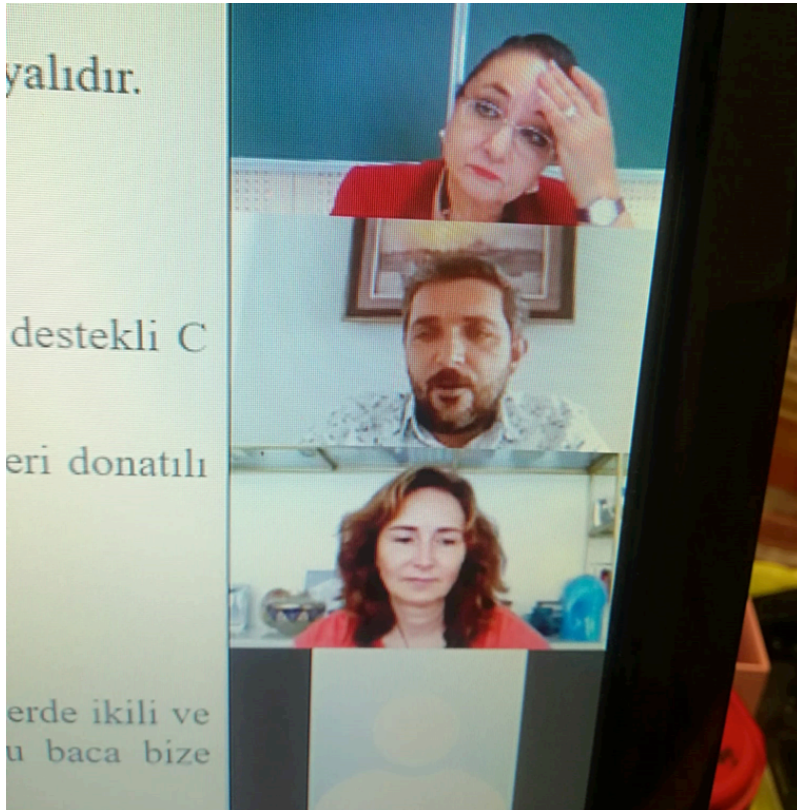 yalıdır.
destekli C
eri donatılı
erde ikili ve
u baca bize